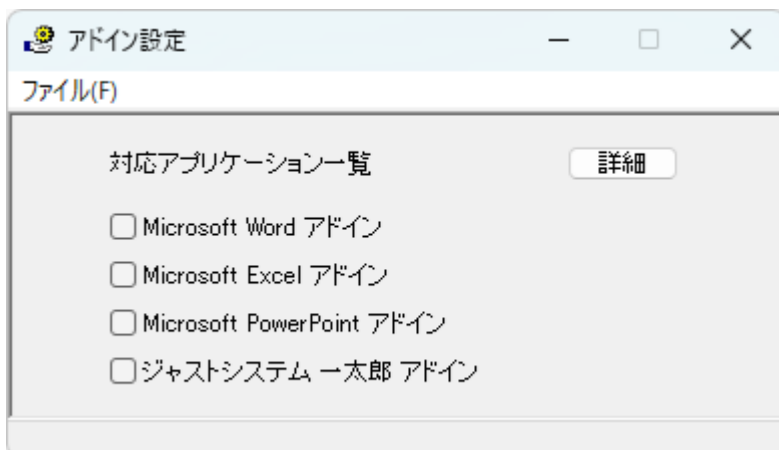 アドイン設定
ファイル(F)
対応アプリケーション一覧 詳細
Microsoft Word アドイン
Microsoft Excel アドイン
Microsoft PowerPoint アドイン
ジャストシステム 一太郎 アドイン